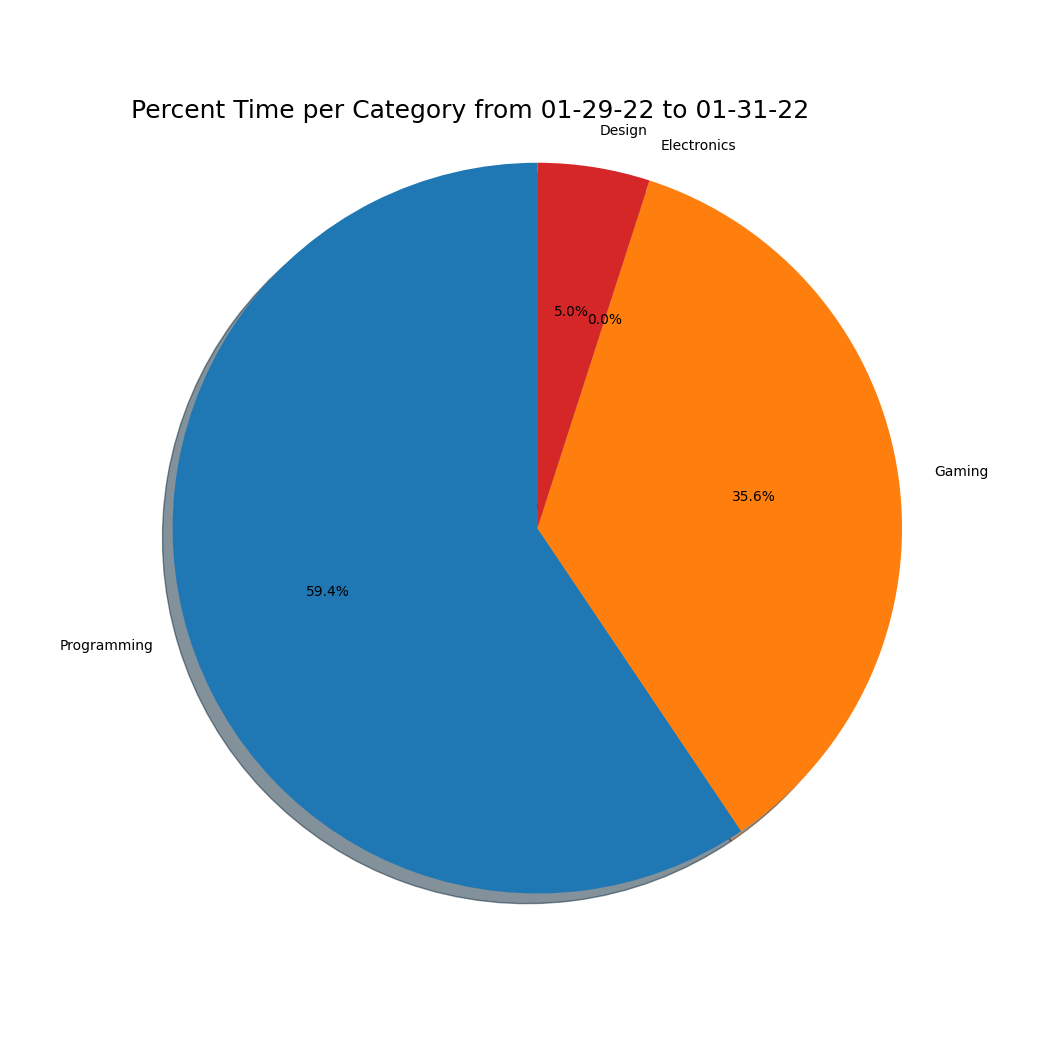 Percent Time per Category from 01-29-22 to 01-31-22
Design
Electronics
5.0%
0.0%
Gaming
35.6%
59.4%
Programming